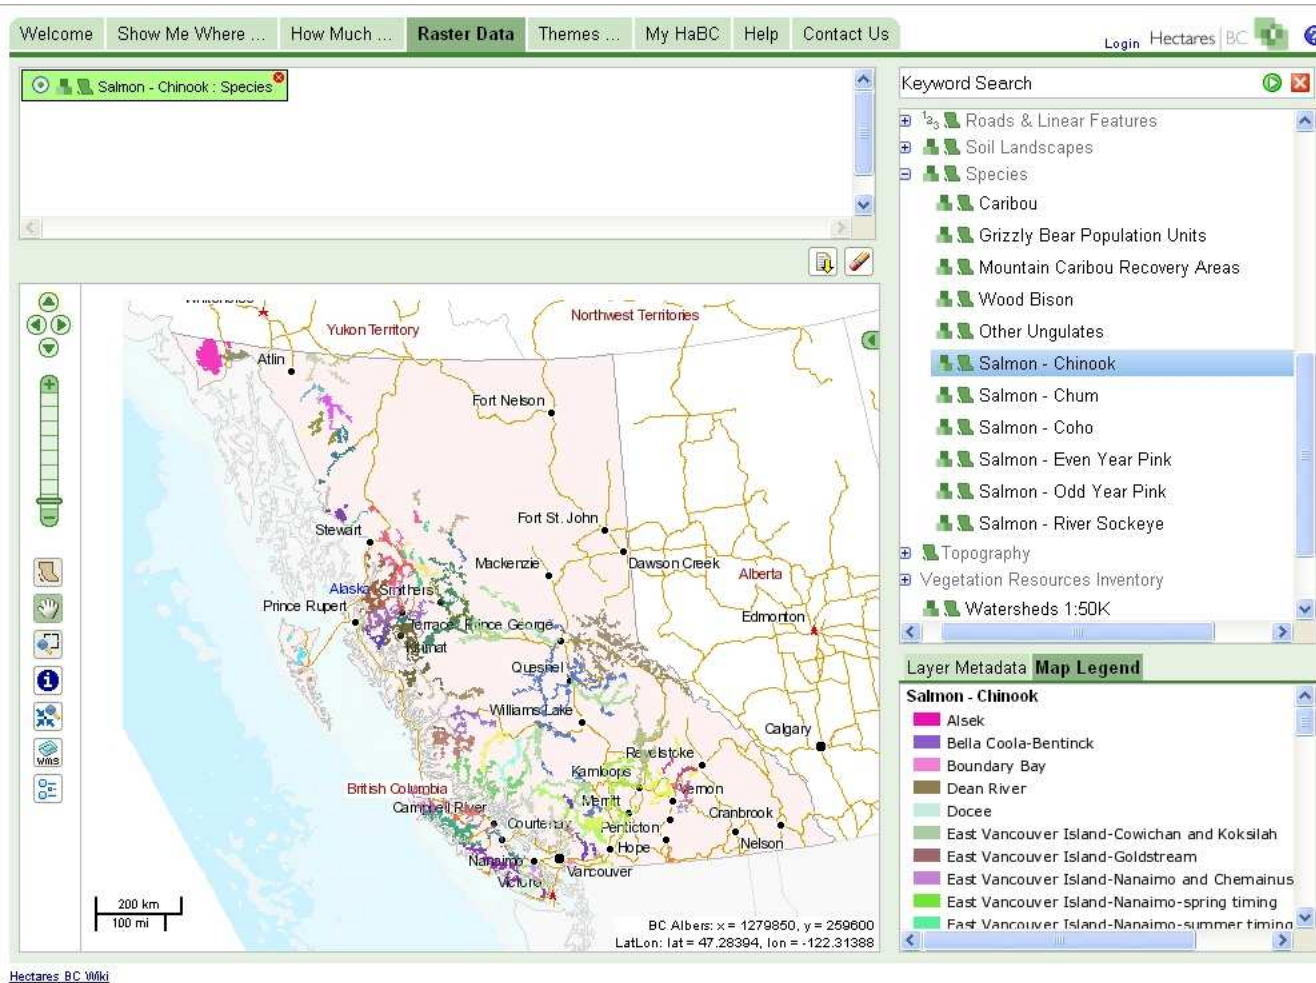 Welcome Show Me Where ... How Much ... Raster Data Themes ... My HaBC Help Contact Us
Login Hectares BC
Salmon - Chinook : Species
Keyword Search
Roads & Linear Features
Soil Landscapes
Species
Caribou
Grizzly Bear Population Units
Mountain Caribou Recovery Areas
Wood Bison
Other Ungulates
Salmon - Chinook
Salmon - Chum
Salmon - Coho
Salmon - Even Year Pink
Salmon - Odd Year Pink
Salmon - River Sockeye
Topography
Vegetation Resources Inventory
Watersheds 1:50K
Yukon Territory
Northwest Territories
Atlin
Fort Nelson
Stewart
Fort St. John
Mackenzie
Dawson Creek
Alberta
Alaska
Smithers
Prince Rupert
Terrace
Prince George
Edmonton
Kitimat
Quesnel
Williams Lake
Calgary
Revelstoke
Kamloops
Vernon
British Columbia
Merritt
Campbell River
Cranbrook
Courtenay
Penticton
Hope
Nelson
Nanaimo
Vancouver
Victoria
200 km
100 mi
BC Albers: x = 1279850, y = 259600
LatLon: lat = 47.28394, lon = -122.31388
wms
Layer Metadata Map Legend
Salmon - Chinook
Alsek
Bella Coola-Bentinck
Boundary Bay
Dean River
Docee
East Vancouver Island-Cowichan and Koksilah
East Vancouver Island-Goldstream
East Vancouver Island-Nanaimo and Chemainus
East Vancouver Island-Nanaimo-spring timing
East Vancouver Island-Nanaimo-summer timing
Hectares BC Wiki